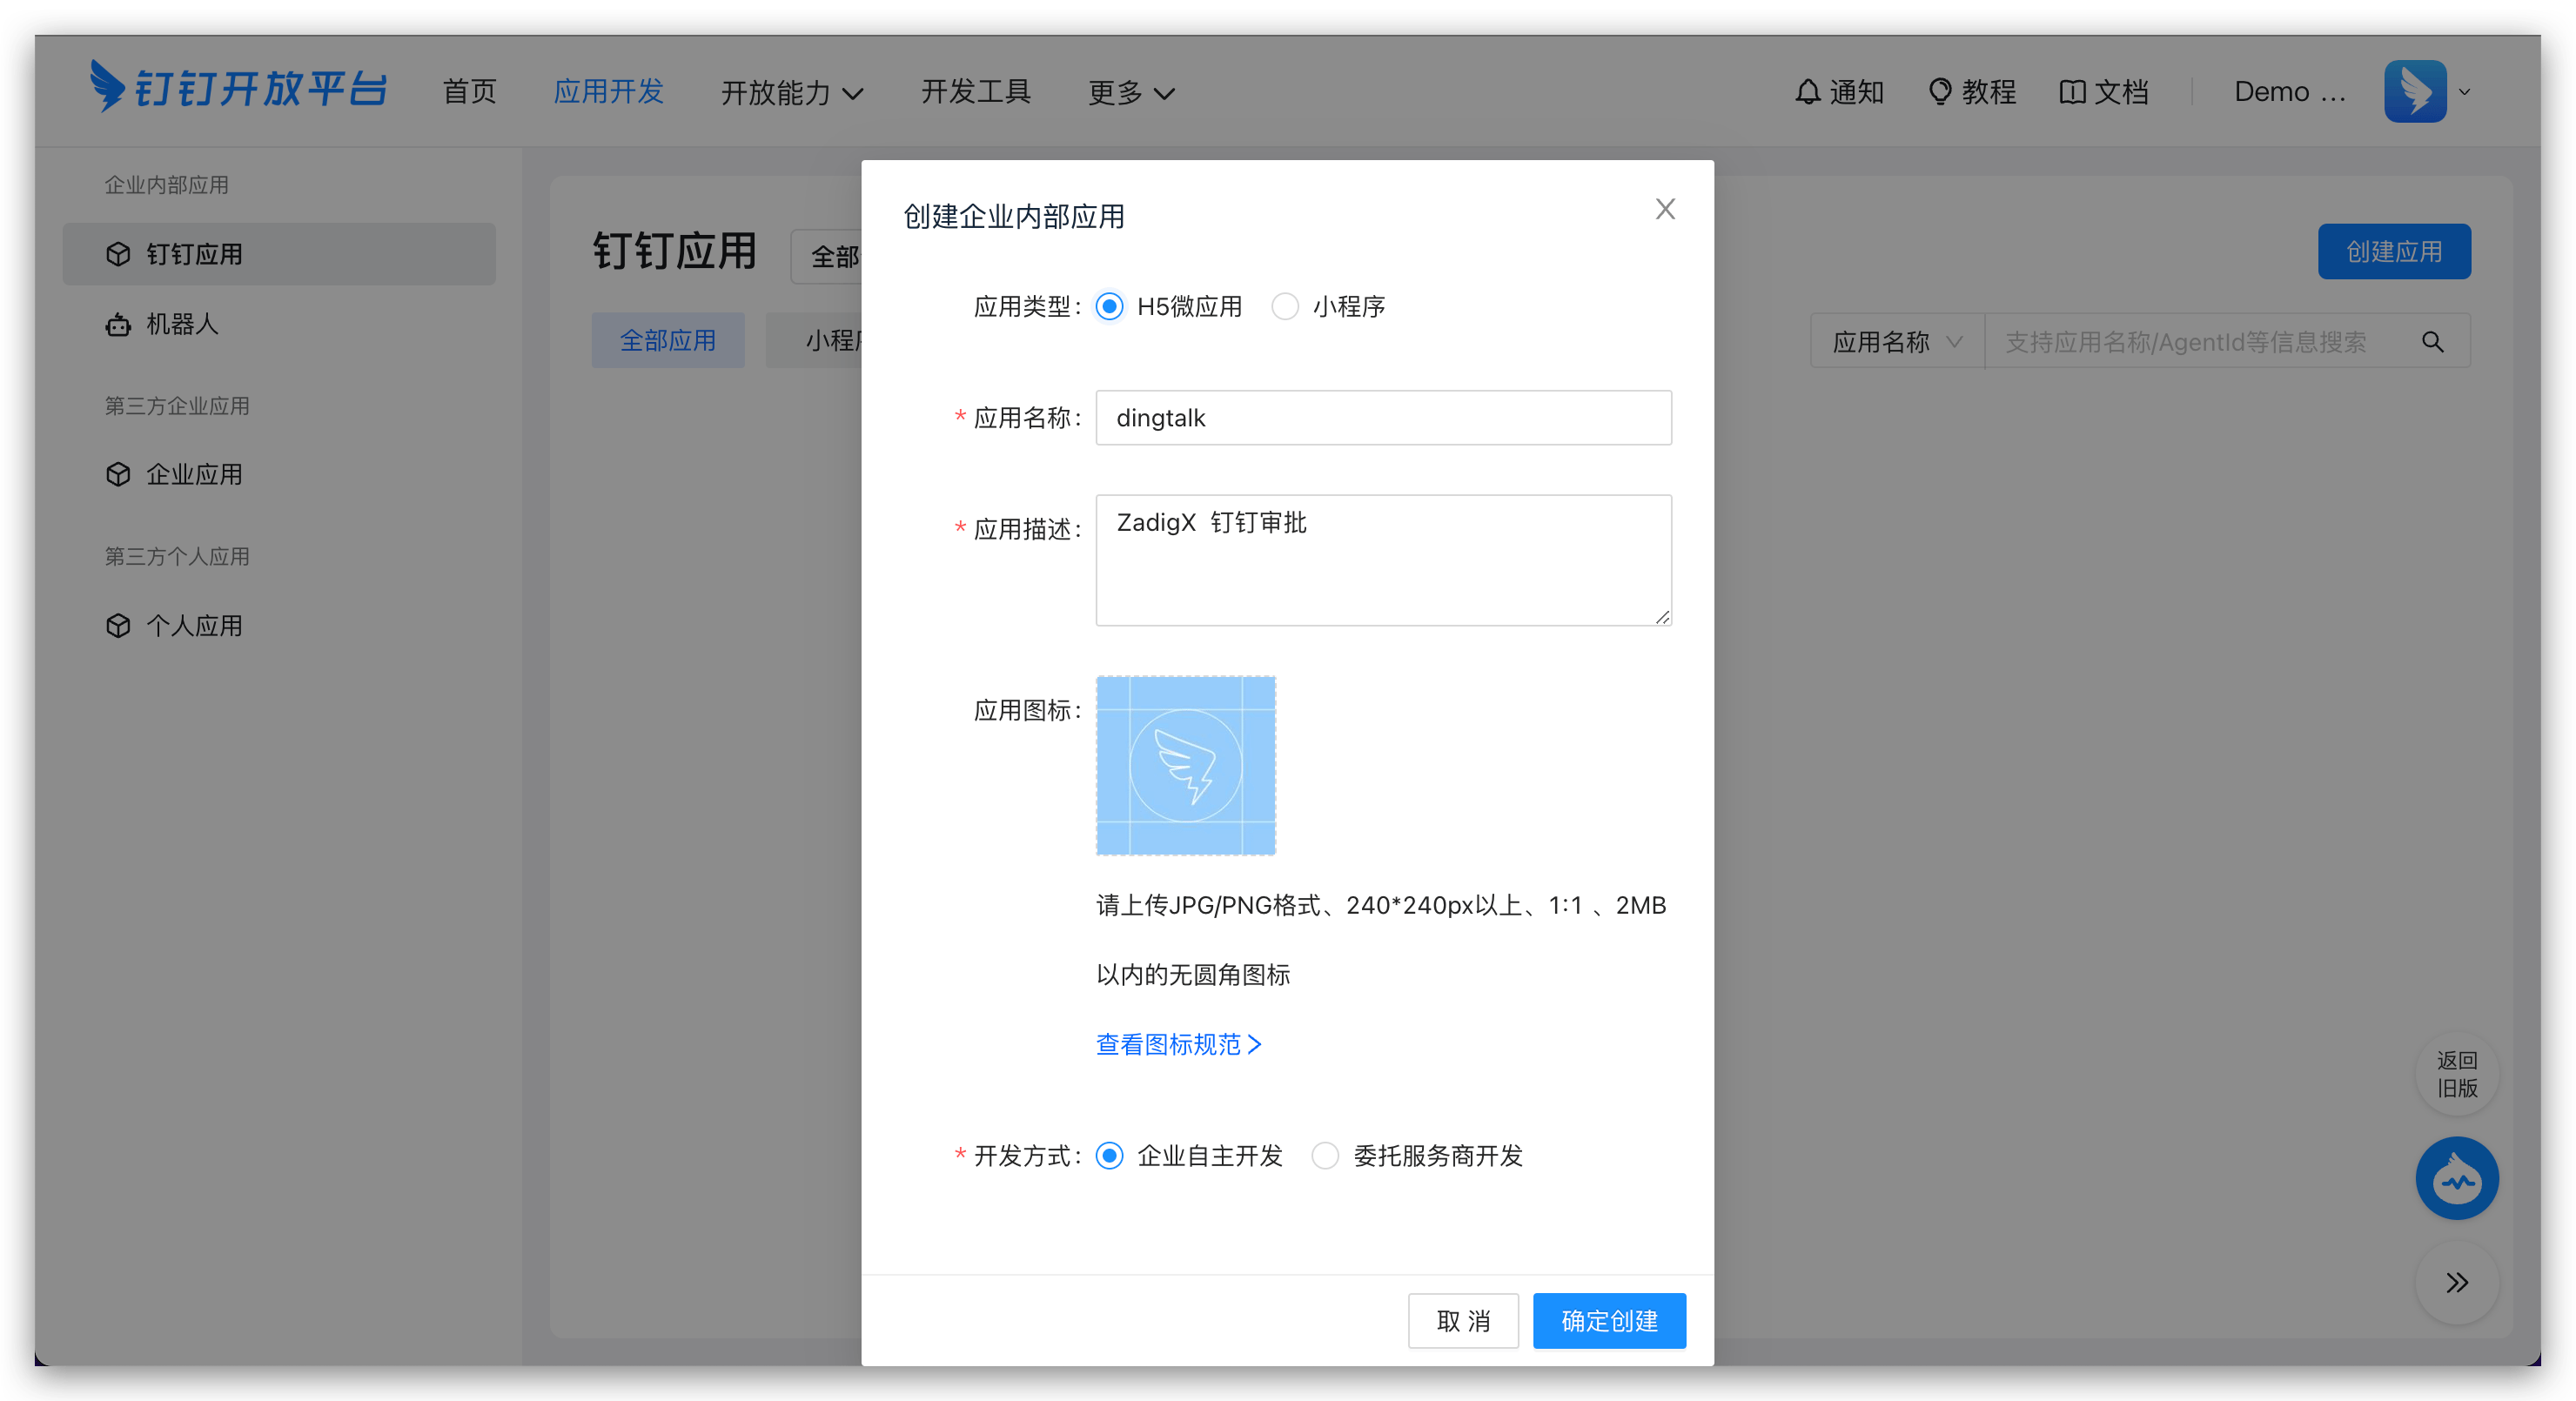 钉钉开放平台 首页 应用开发 开放能力 开发工具 更多 通知 教程 文档 Demo ...
企业内部应用
钉钉应用
机器人
第三方企业应用
企业应用
第三方个人应用
个人应用
钉钉应用 全部
创建应用
全部应用 小程序
应用名称 支持应用名称/AgentId等信息搜索
创建企业内部应用
应用类型: H5微应用 小程序
* 应用名称: dingtalk
* 应用描述: ZadigX 钉钉审批
应用图标:
请上传JPG/PNG格式、240*240px以上、1:1 、2MB
以内的无圆角图标
查看图标规范
* 开发方式: 企业自主开发 委托服务商开发
取 消 确定创建
返回
旧版